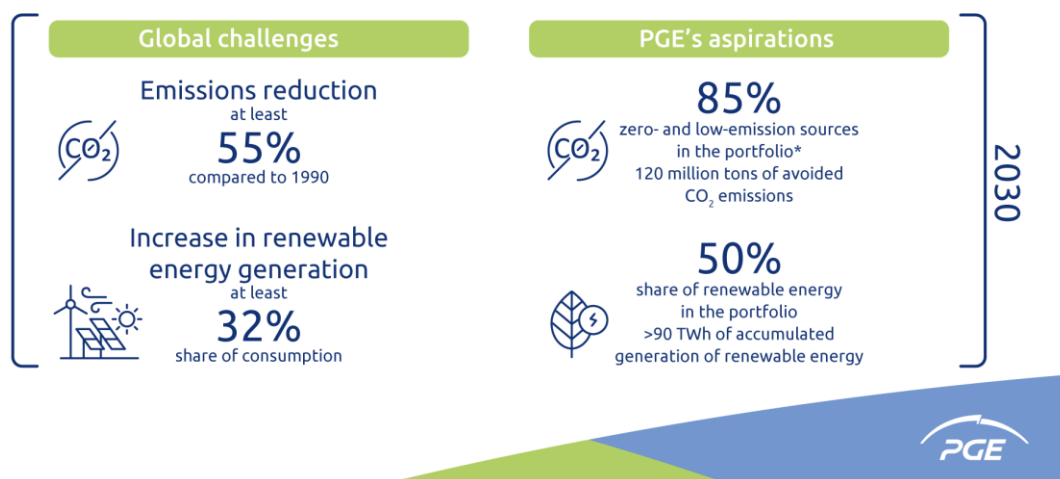 Global challenges
Emissions reduction
at least
55%
compared to 1990
CO₂
Increase in renewable
energy generation
at least
32%
share of consumption
PGE's aspirations
85%
zero- and low-emission sources
in the portfolio*
120 million tons of avoided
CO₂ emissions
CO₂
50%
share of renewable energy
in the portfolio
>90 TWh of accumulated
generation of renewable energy
2030
PGE